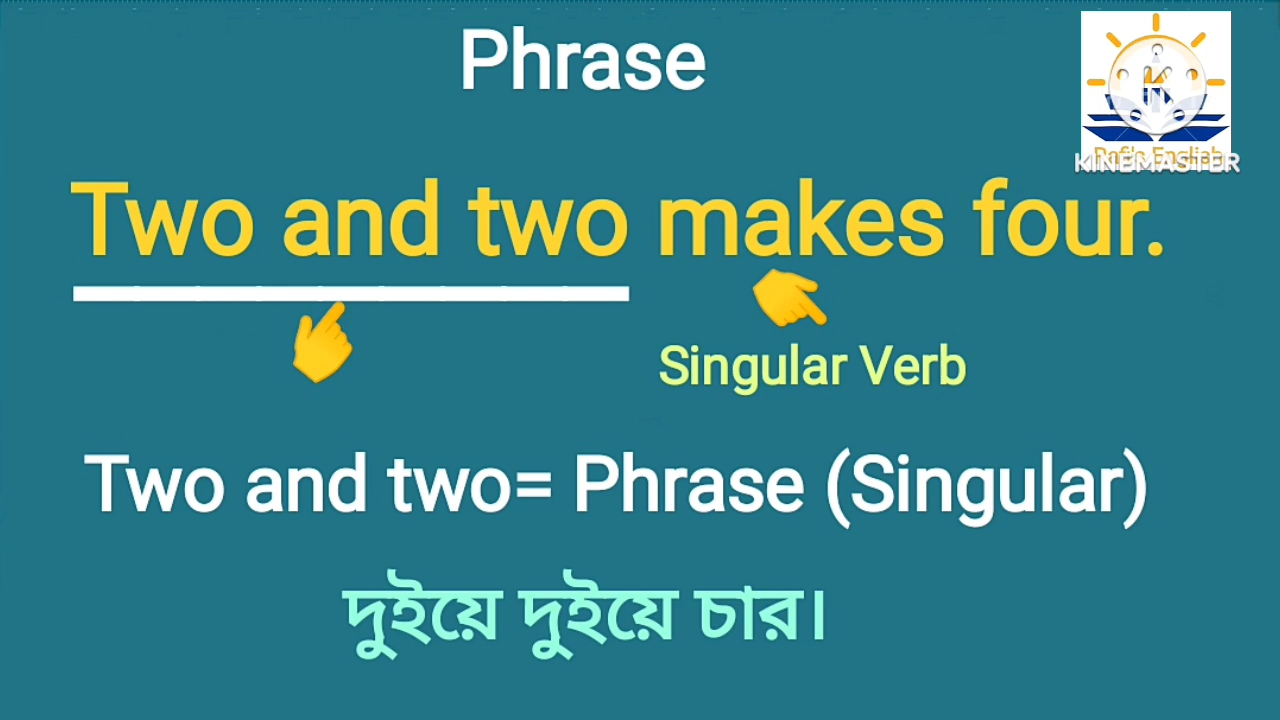 Phrase
K
KINEMASTER
Two and two makes four.
Singular Verb
Two and two= Phrase (Singular)
দুইয়ে দুইয়ে চার।